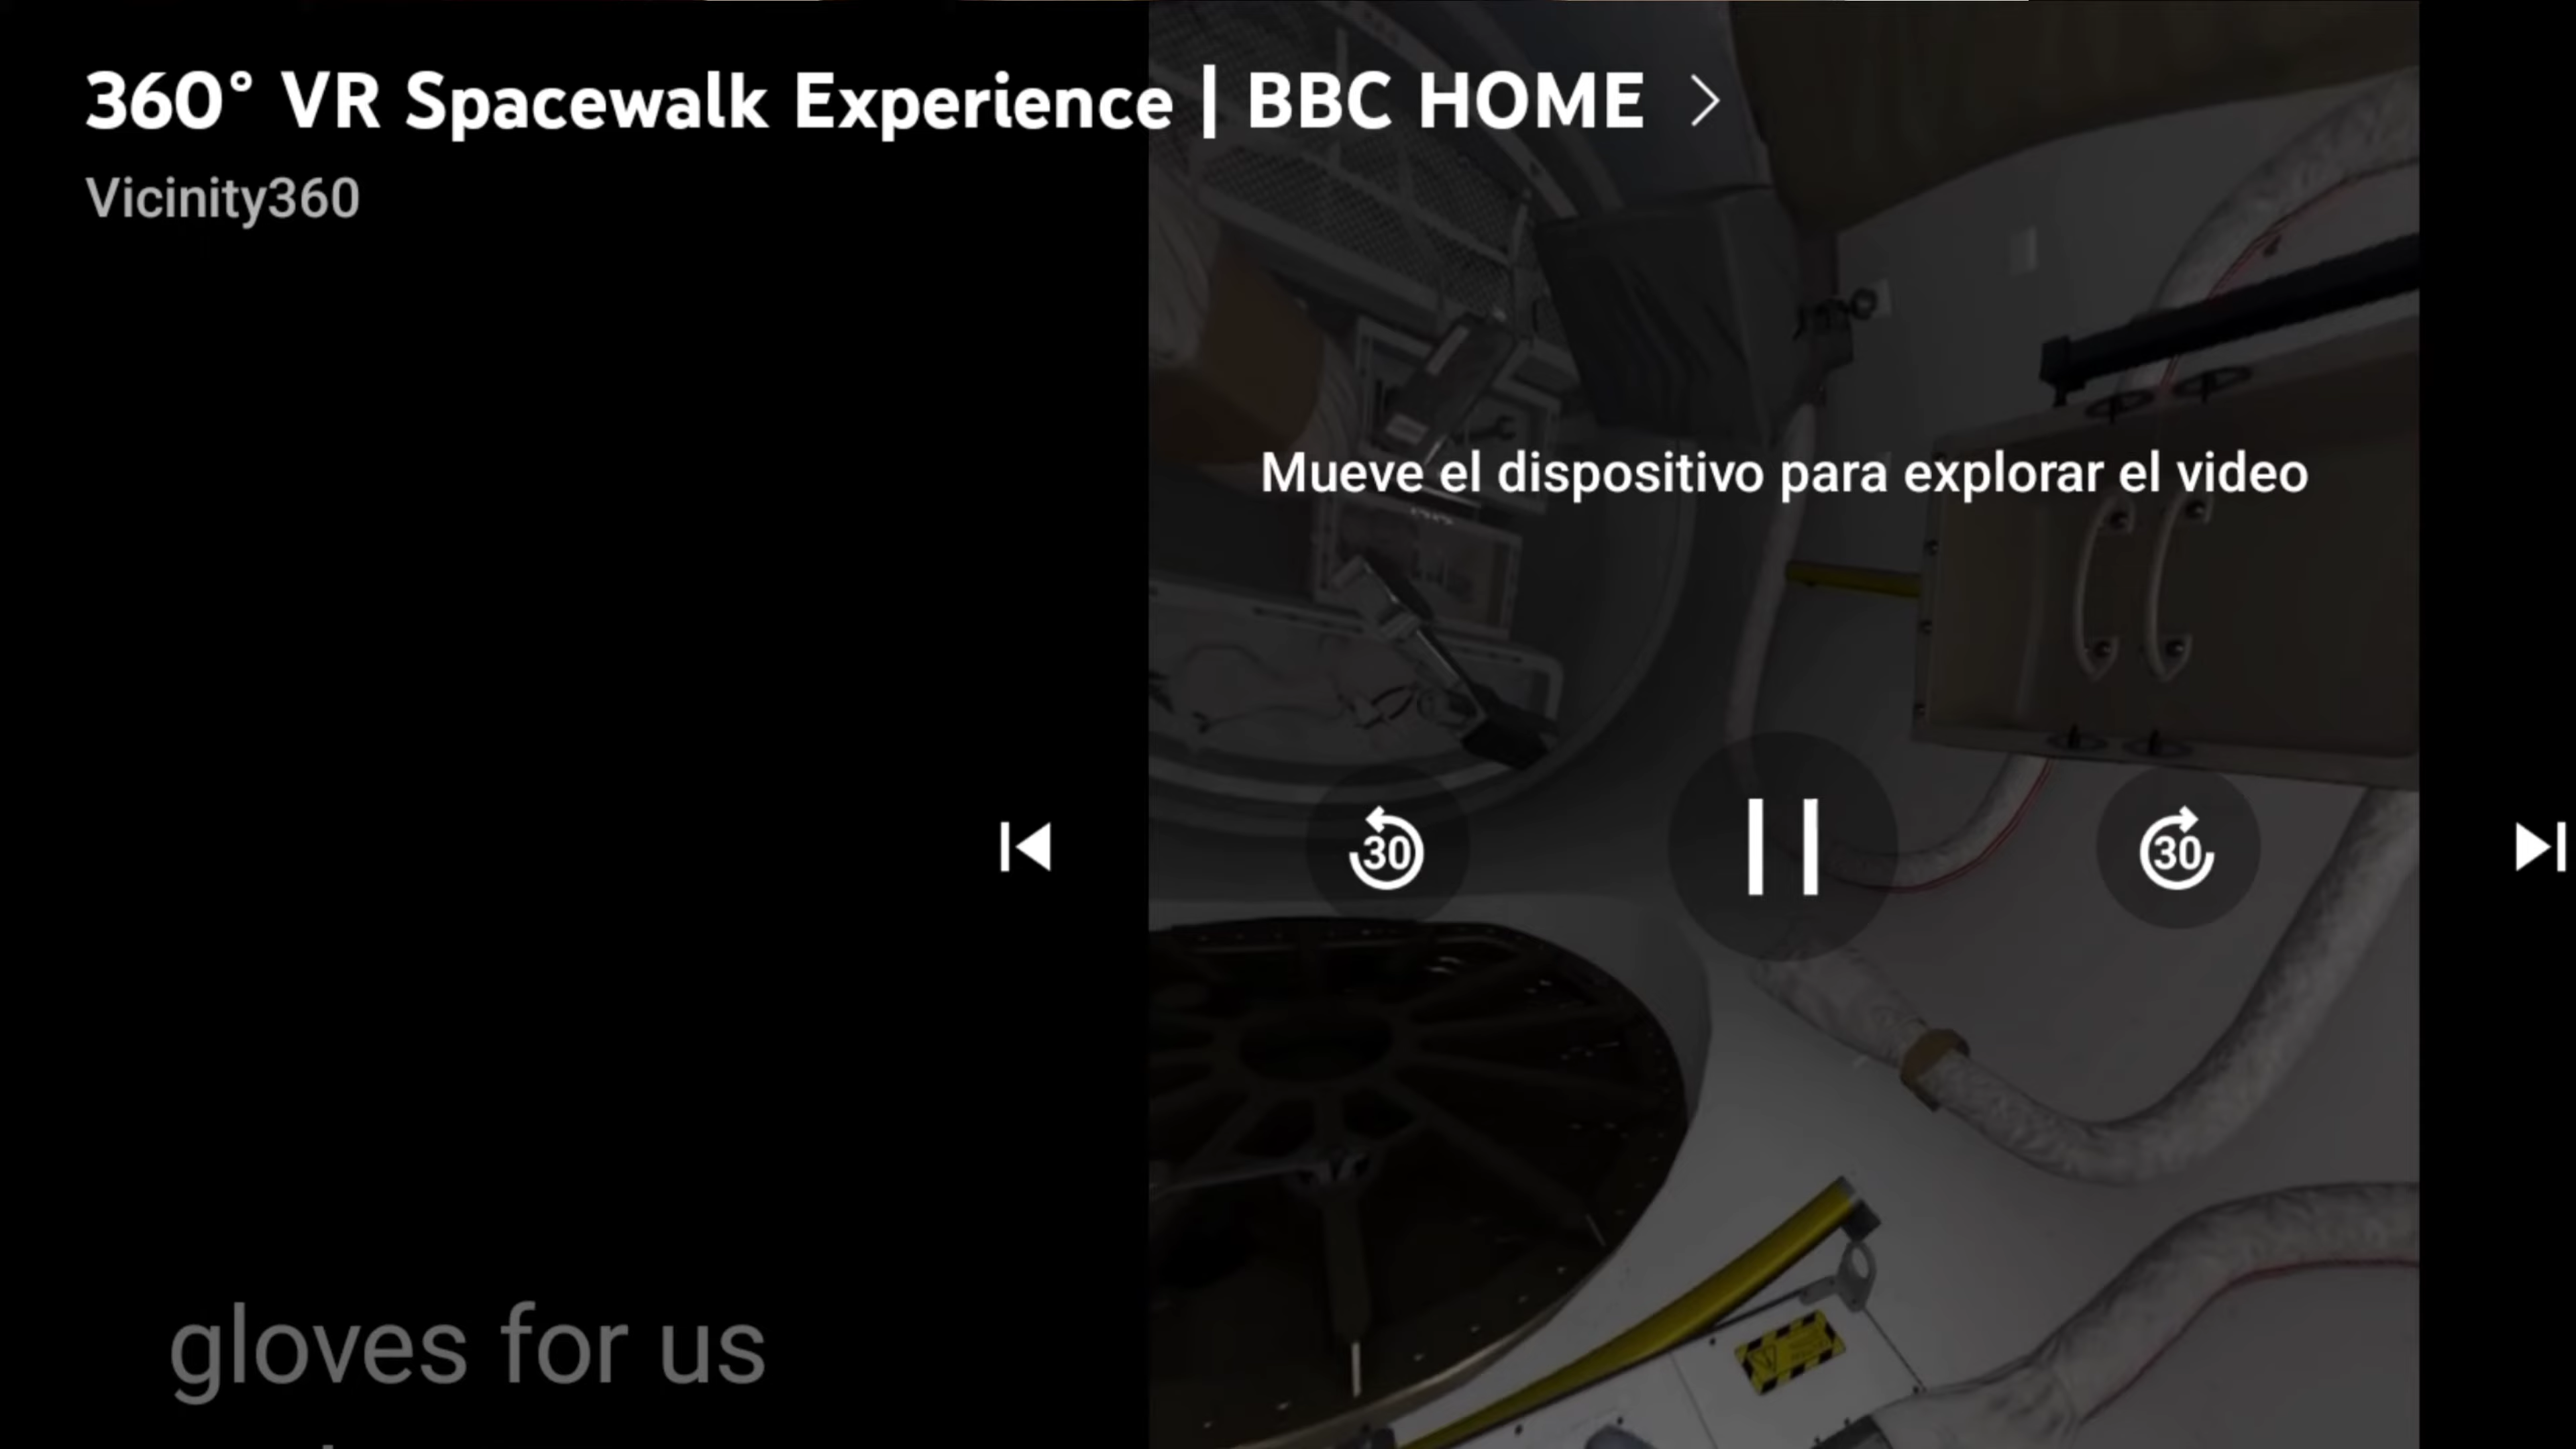 360° VR Spacewalk Experience | BBC HOME
Vicinity360
Mueve el dispositivo para explorar el video
30
30
gloves for us